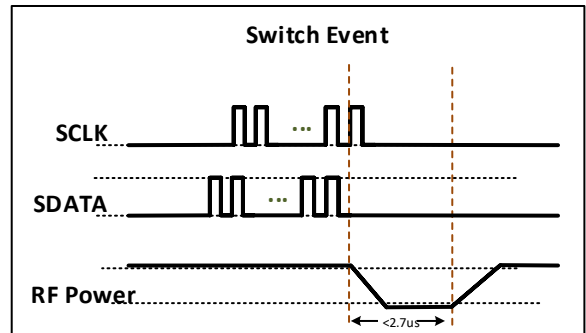 Switch Event
SCLK
...
SDATA
...
RF Power
<2.7us